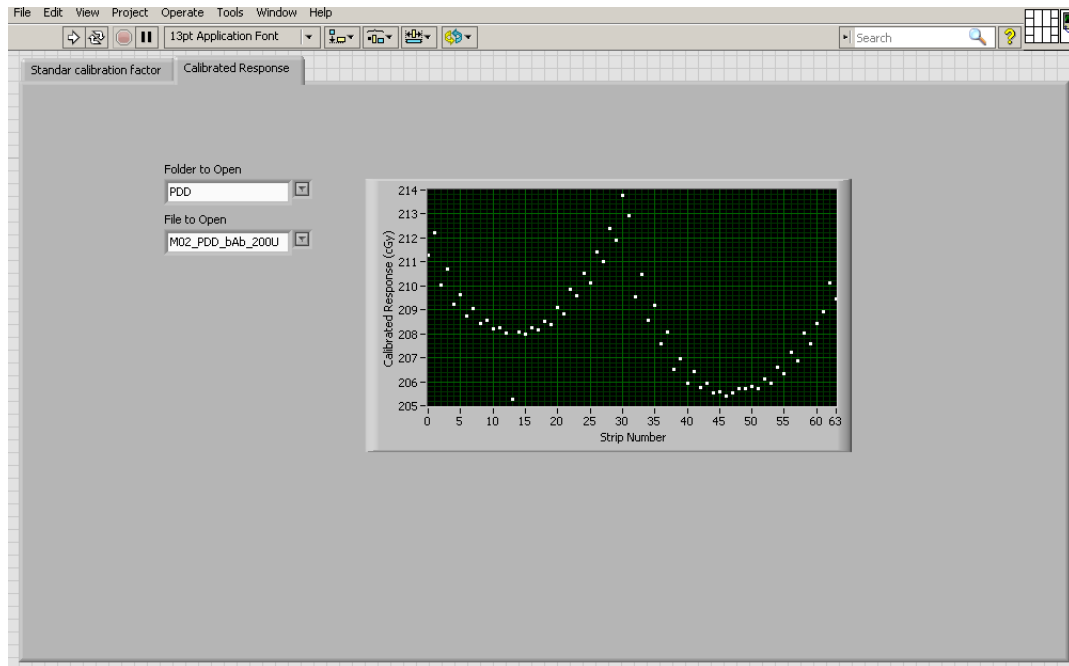 File Edit View Project Operate Tools Window Help
13pt Application Font
Search
?
Standar calibration factor
Calibrated Response
Folder to Open
PDD
File to Open
M02_PDD_bAb_200U
Calibrated Response (cGy)
214
213
212
211
210
209
208
207
206
205
0 5 10 15 20 25 30 35 40 45 50 55 60 63
Strip Number